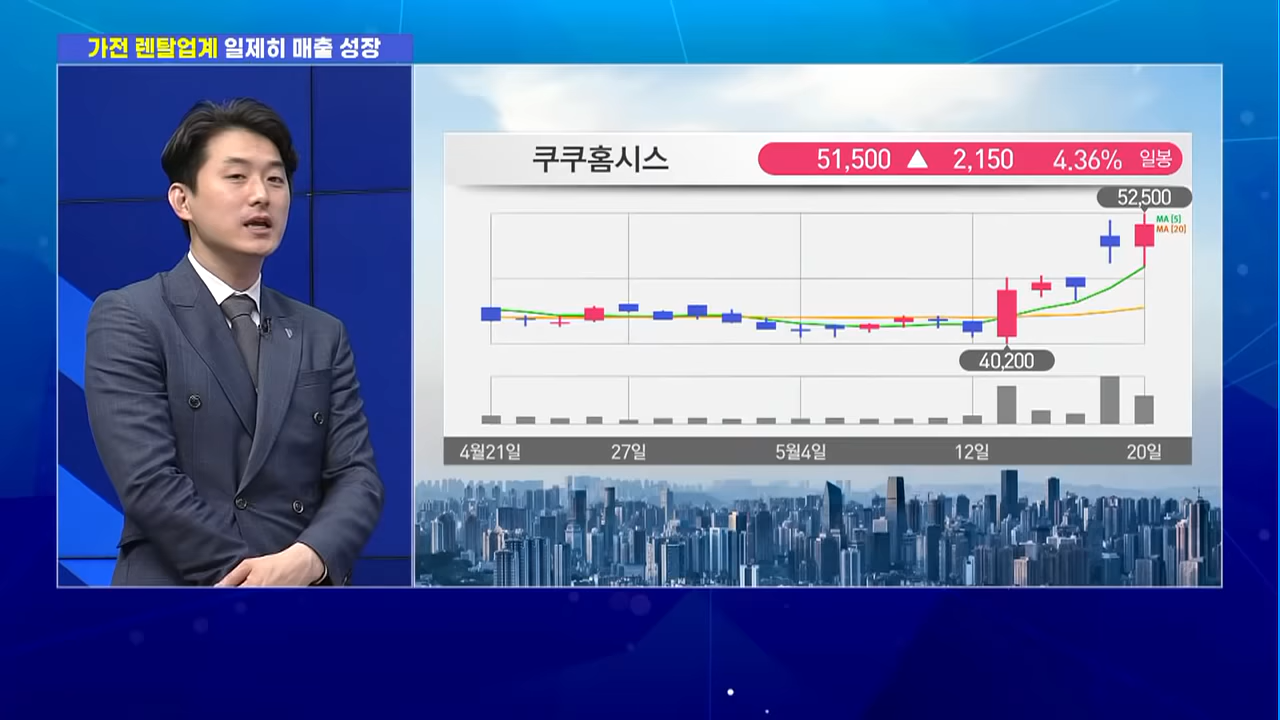 가전 렌탈업계 일제히 매출 성장
쿠쿠홈시스 51,500 ▲ 2,150 4.36% 일봉
52,500
MA [5]
MA [20]
40,200
4월21일 27일 5월4일 12일 20일